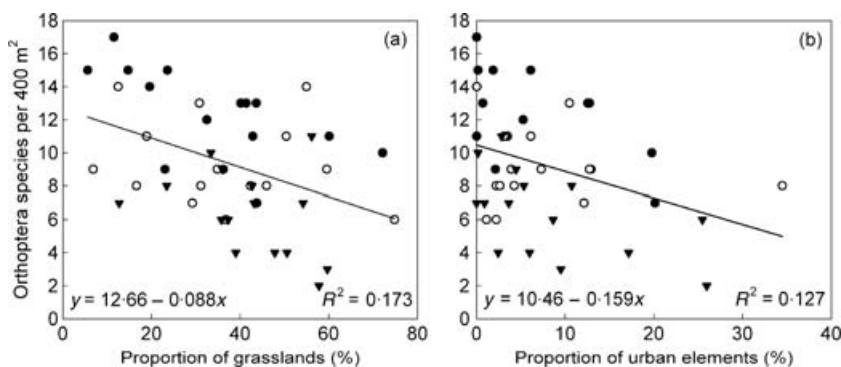 Orthoptera species per 400 m²
18
16
14
12
10
8
6
4
2
0
(a)
y = 12·66 – 0·088x
R² = 0·173
0 20 40 60 80
Proportion of grasslands (%)
18
16
14
12
10
8
6
4
2
0
(b)
y = 10·46 – 0·159x
R² = 0·127
0 10 20 30 40
Proportion of urban elements (%)